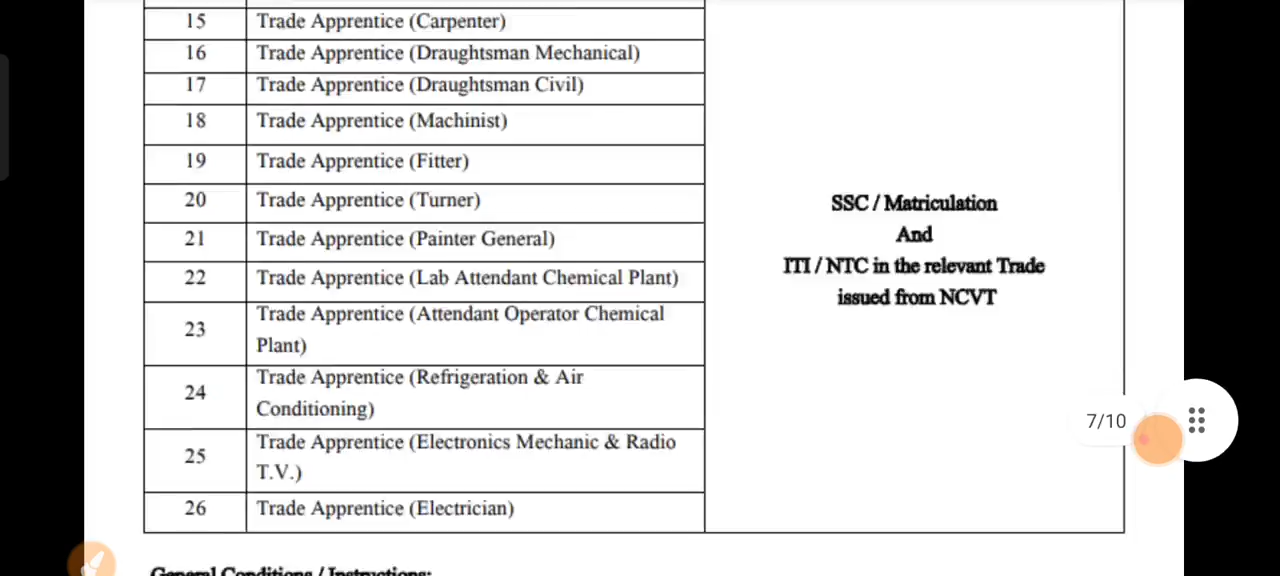 15 Trade Apprentice (Carpenter)
16 Trade Apprentice (Draughtsman Mechanical)
17 Trade Apprentice (Draughtsman Civil)
18 Trade Apprentice (Machinist)
19 Trade Apprentice (Fitter)
20 Trade Apprentice (Turner)
21 Trade Apprentice (Painter General)
22 Trade Apprentice (Lab Attendant Chemical Plant)
23 Trade Apprentice (Attendant Operator Chemical
Plant)
24 Trade Apprentice (Refrigeration & Air
Conditioning)
25 Trade Apprentice (Electronics Mechanic & Radio
T.V.)
26 Trade Apprentice (Electrician)
SSC / Matriculation
And
ITI / NTC in the relevant Trade
issued from NCVT
7/10
General Conditions / Instructions: